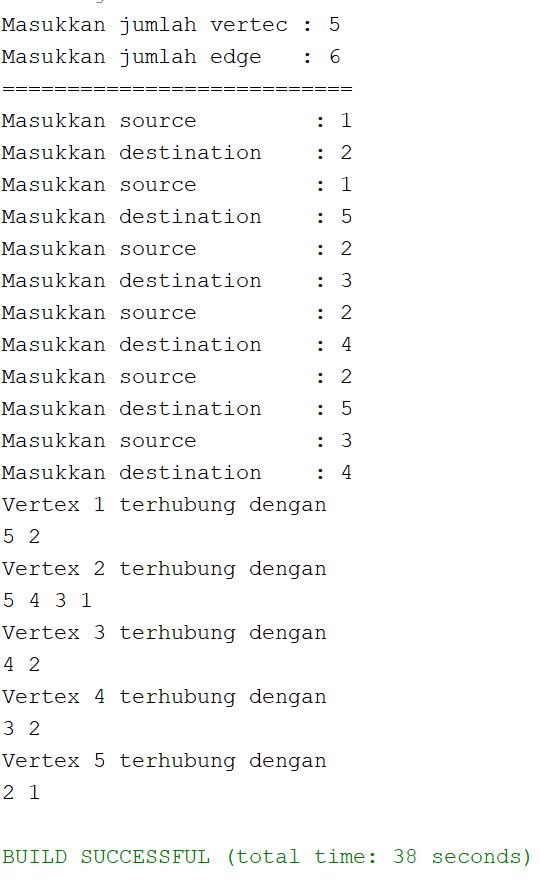 Masukkan jumlah vertec : 5
Masukkan jumlah edge   : 6
===========================
Masukkan source         : 1
Masukkan destination    : 2
Masukkan source         : 1
Masukkan destination    : 5
Masukkan source         : 2
Masukkan destination    : 3
Masukkan source         : 2
Masukkan destination    : 4
Masukkan source         : 2
Masukkan destination    : 5
Masukkan source         : 3
Masukkan destination    : 4
Vertex 1 terhubung dengan
5 2
Vertex 2 terhubung dengan
5 4 3 1
Vertex 3 terhubung dengan
4 2
Vertex 4 terhubung dengan
3 2
Vertex 5 terhubung dengan
2 1
BUILD SUCCESSFUL (total time: 38 seconds)